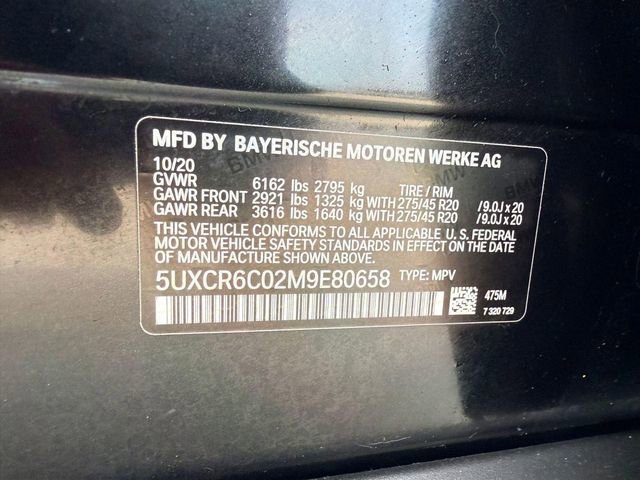 MFD BY BAYERISCHE MOTOREN WERKE AG
10/20
GVWR 6162 lbs 2795 kg TIRE / RIM
GAWR FRONT 2921 lbs 1325 kg WITH 275/45 R20 /9.0J x 20
GAWR REAR 3616 lbs 1640 kg WITH 275/45 R20 /9.0J x 20
THIS VEHICLE CONFORMS TO ALL APPLICABLE U.S. FEDERAL
MOTOR VEHICLE SAFETY STANDARDS IN EFFECT ON THE DATE OF
MANUFACTURE SHOWN ABOVE.
5UXCR6C02M9E80658 TYPE: MPV
475M
7 320 729